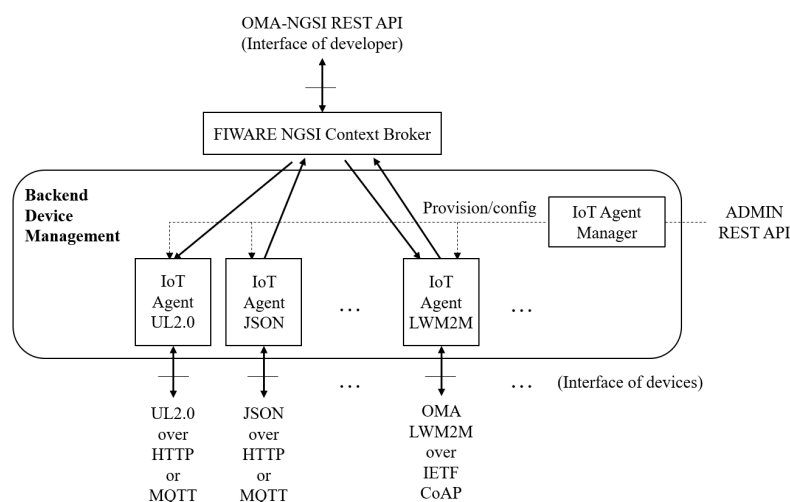 OMA-NGSI REST API
(Interface of developer)
FIWARE NGSI Context Broker
Backend
Device
Management
Provision/config
IoT Agent
Manager
ADMIN
REST API
IoT
Agent
UL2.0
IoT
Agent
JSON
...
IoT
Agent
LWM2M
...
...
...
(Interface of devices)
UL2.0
over
HTTP
or
MQTT
JSON
over
HTTP
or
MQTT
OMA
LWM2M
over
IETF
CoAP